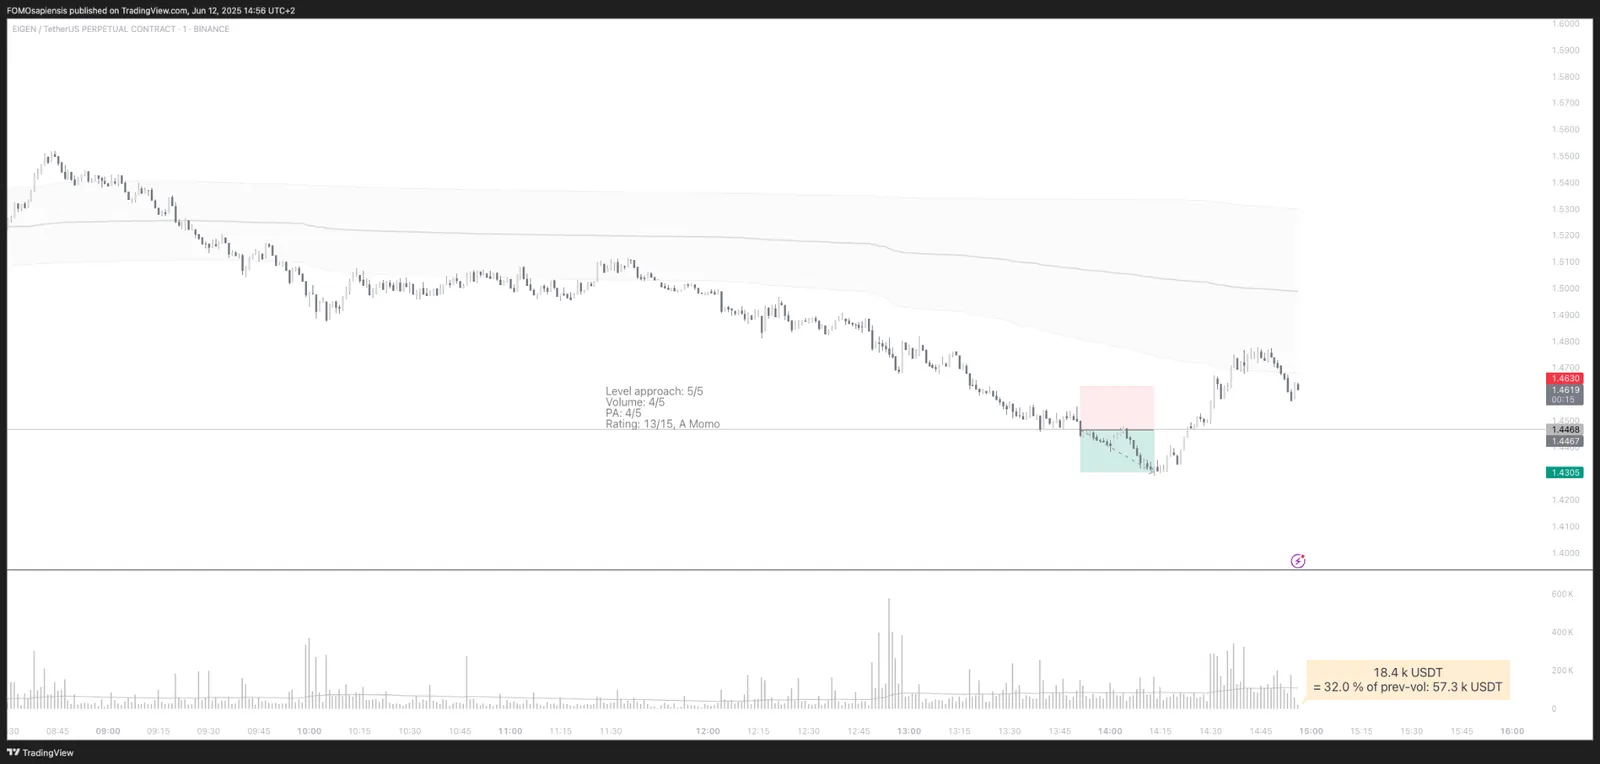 FOMOsapiensis published on TradingView.com, Jun 12, 2025 14:56 UTC+2
EIGEN / TetherUS PERPETUAL CONTRACT · 1 · BINANCE
1.6000
1.5900
1.5800
1.5700
1.5600
1.5500
1.5400
1.5300
1.5200
1.5100
1.5000
1.4900
1.4800
1.4700
1.4630
1.4619
00:15
1.4500
1.4468
1.4467
1.4400
1.4305
1.4200
1.4100
1.4000
Level approach: 5/5
Volume: 4/5
PA: 4/5
Rating: 13/15, A Momo
600 K
400 K
200 K
0
18.4 k USDT
= 32.0 % of prev-vol: 57.3 k USDT
:30 08:45 09:00 09:15 09:30 09:45 10:00 10:15 10:30 10:45 11:00 11:15 11:30 12:00 12:15 12:30 12:45 13:00 13:15 13:30 13:45 14:00 14:15 14:30 14:45 15:00 15:15 15:30 15:45 16:00
TradingView